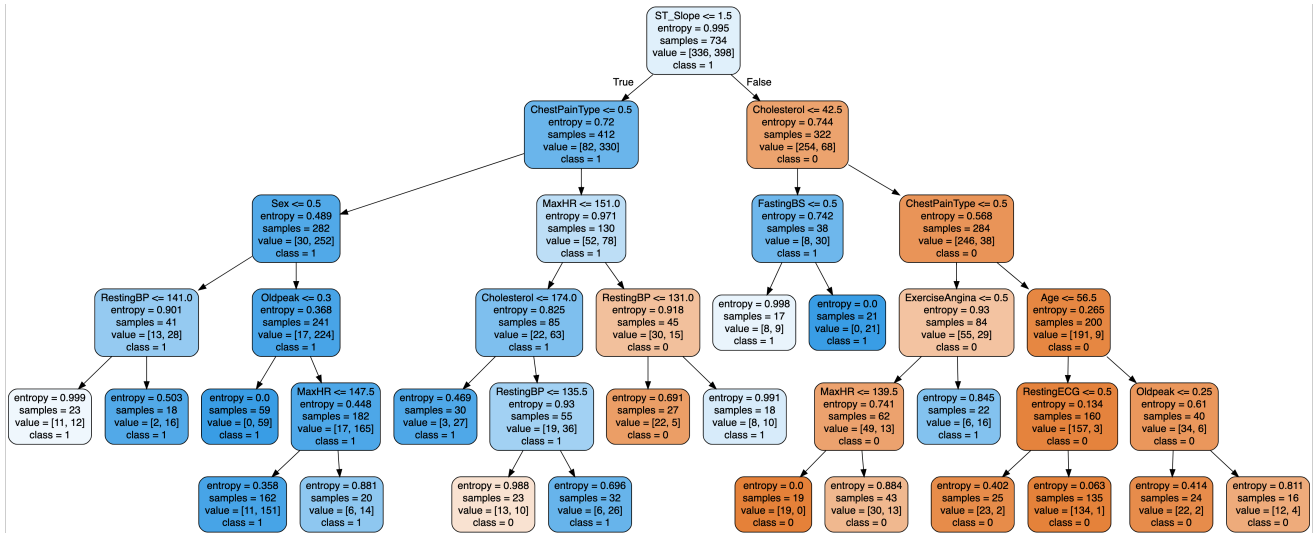 ST_Slope <= 1.5
entropy = 0.995
samples = 734
value = [336, 398]
class = 1
True
False
ChestPainType <= 0.5
entropy = 0.72
samples = 412
value = [82, 330]
class = 1
Cholesterol <= 42.5
entropy = 0.744
samples = 322
value = [254, 68]
class = 0
Sex <= 0.5
entropy = 0.489
samples = 282
value = [30, 252]
class = 1
MaxHR <= 151.0
entropy = 0.971
samples = 130
value = [52, 78]
class = 1
FastingBS <= 0.5
entropy = 0.742
samples = 38
value = [8, 30]
class = 1
ChestPainType <= 0.5
entropy = 0.568
samples = 284
value = [246, 38]
class = 0
RestingBP <= 141.0
entropy = 0.901
samples = 41
value = [13, 28]
class = 1
Oldpeak <= 0.3
entropy = 0.368
samples = 241
value = [17, 224]
class = 1
Cholesterol <= 174.0
entropy = 0.825
samples = 85
value = [22, 63]
class = 1
RestingBP <= 131.0
entropy = 0.918
samples = 45
value = [30, 15]
class = 0
entropy = 0.998
samples = 17
value = [8, 9]
class = 1
entropy = 0.0
samples = 21
value = [0, 21]
class = 1
ExerciseAngina <= 0.5
entropy = 0.93
samples = 84
value = [55, 29]
class = 0
Age <= 56.5
entropy = 0.265
samples = 200
value = [191, 9]
class = 0
entropy = 0.999
samples = 23
value = [11, 12]
class = 1
entropy = 0.503
samples = 18
value = [2, 16]
class = 1
entropy = 0.0
samples = 59
value = [0, 59]
class = 1
MaxHR <= 147.5
entropy = 0.448
samples = 182
value = [17, 165]
class = 1
entropy = 0.469
samples = 30
value = [3, 27]
class = 1
RestingBP <= 135.5
entropy = 0.93
samples = 55
value = [19, 36]
class = 1
entropy = 0.691
samples = 27
value = [22, 5]
class = 0
entropy = 0.991
samples = 18
value = [8, 10]
class = 1
MaxHR <= 139.5
entropy = 0.741
samples = 62
value = [49, 13]
class = 0
entropy = 0.845
samples = 22
value = [6, 16]
class = 1
RestingECG <= 0.5
entropy = 0.134
samples = 160
value = [157, 3]
class = 0
Oldpeak <= 0.25
entropy = 0.61
samples = 40
value = [34, 6]
class = 0
entropy = 0.358
samples = 162
value = [11, 151]
class = 1
entropy = 0.881
samples = 20
value = [6, 14]
class = 1
entropy = 0.988
samples = 23
value = [13, 10]
class = 0
entropy = 0.696
samples = 32
value = [6, 26]
class = 1
entropy = 0.0
samples = 19
value = [19, 0]
class = 0
entropy = 0.884
samples = 43
value = [30, 13]
class = 0
entropy = 0.402
samples = 25
value = [23, 2]
class = 0
entropy = 0.063
samples = 135
value = [134, 1]
class = 0
entropy = 0.414
samples = 24
value = [22, 2]
class = 0
entropy = 0.811
samples = 16
value = [12, 4]
class = 0